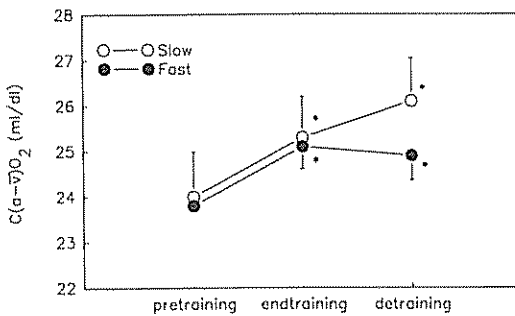 28
27
26
25
24
23
22
C(a-v̅)O₂ (ml/dl)
Slow
Fast
*
*
*
*
pretraining endtraining detraining